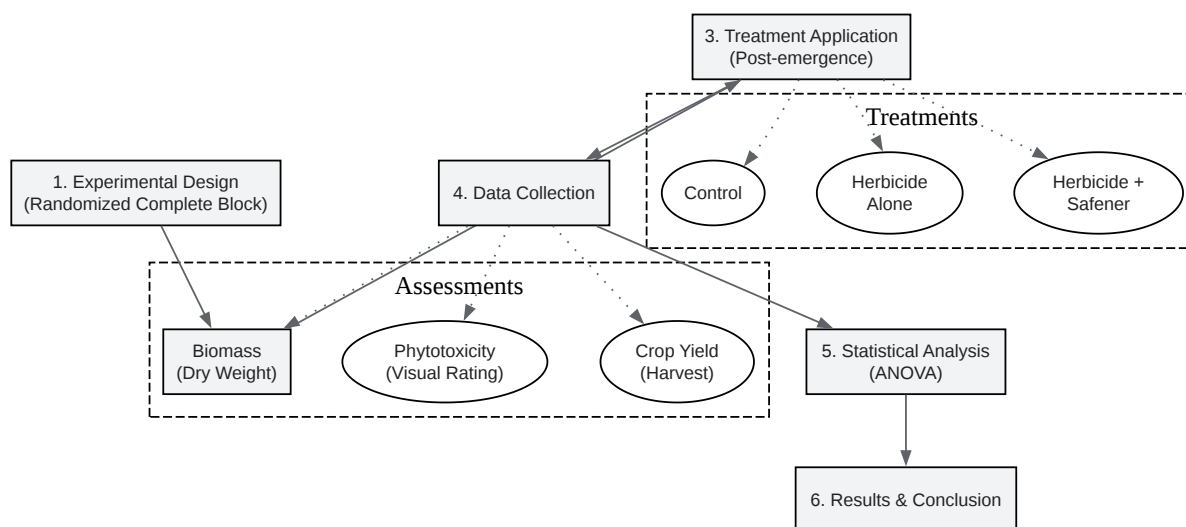 3. Treatment Application
(Post-emergence)
Treatments
1. Experimental Design
(Randomized Complete Block)
4. Data Collection
Control
Herbicide
Alone
Herbicide +
Safener
Assessments
Biomass
(Dry Weight)
Phytotoxicity
(Visual Rating)
Crop Yield
(Harvest)
5. Statistical Analysis
(ANOVA)
6. Results & Conclusion